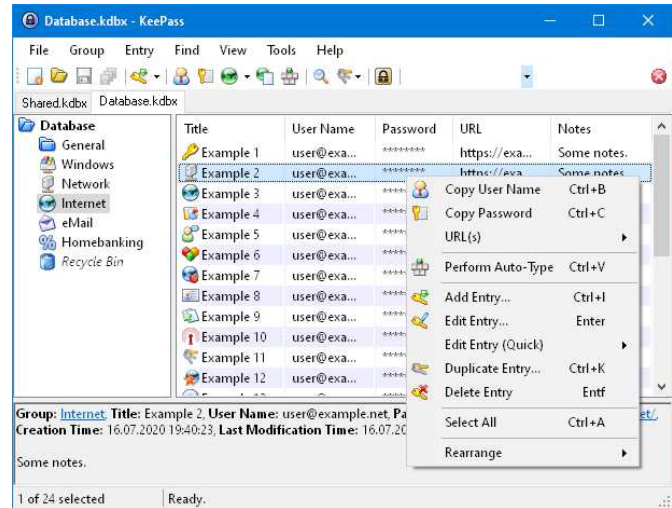 Database.kdbx - KeePass
File Group Entry Find View Tools Help
Shared.kdbx Database.kdbx
Database
General
Windows
Network
Internet
eMail
Homebanking
Recycle Bin
Title User Name Password URL Notes
Example 1 user@exa... ******** https://exa... Some notes.
Example 2 user@exa... ******** https://exa... Some notes.
Example 3 user@exa...
Example 4 user@exa...
Example 5 user@exa...
Example 6 user@exa...
Example 7 user@exa...
Example 8 user@exa...
Example 9 user@exa...
Example 10 user@exa...
Example 11 user@exa...
Example 12 user@exa...
Copy User Name Ctrl+B
Copy Password Ctrl+C
URL(s)
Perform Auto-Type Ctrl+V
Add Entry... Ctrl+I
Edit Entry... Enter
Edit Entry (Quick)
Duplicate Entry... Ctrl+K
Delete Entry Entf
Select All Ctrl+A
Rearrange
Group: Internet, Title: Example 2, User Name: user@example.net, Pa et/,
Creation Time: 16.07.2020 19:40:23, Last Modification Time: 16.07.20
Some notes.
1 of 24 selected Ready.